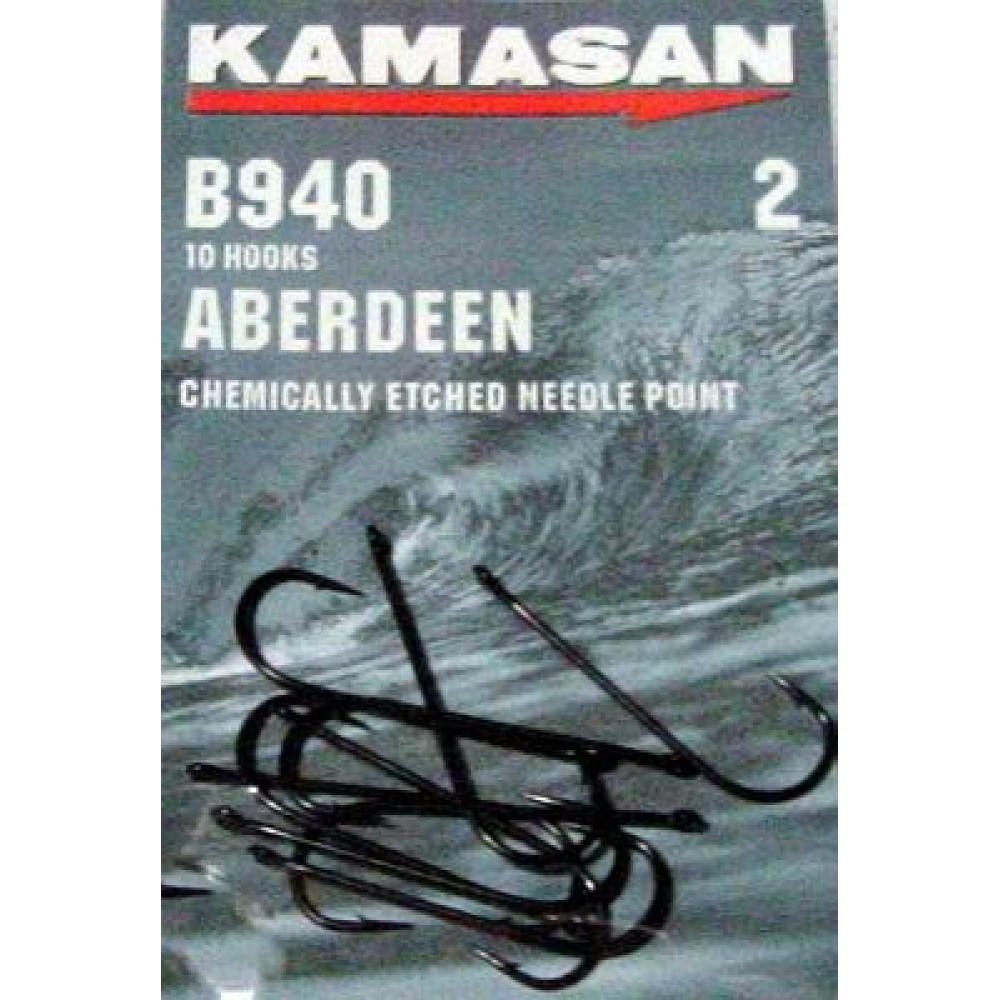 KAMASAN
B940 2
10 HOOKS
ABERDEEN
CHEMICALLY ETCHED NEEDLE POINT